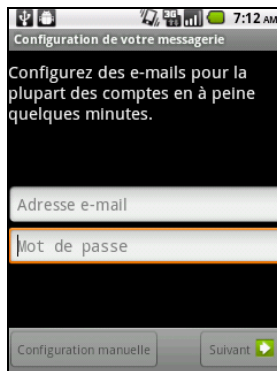 7:12 AM
Configuration de votre messagerie
Configurez des e-mails pour la
plupart des comptes en à peine
quelques minutes.
Adresse e-mail
Mot de passe
Configuration manuelle
Suivant